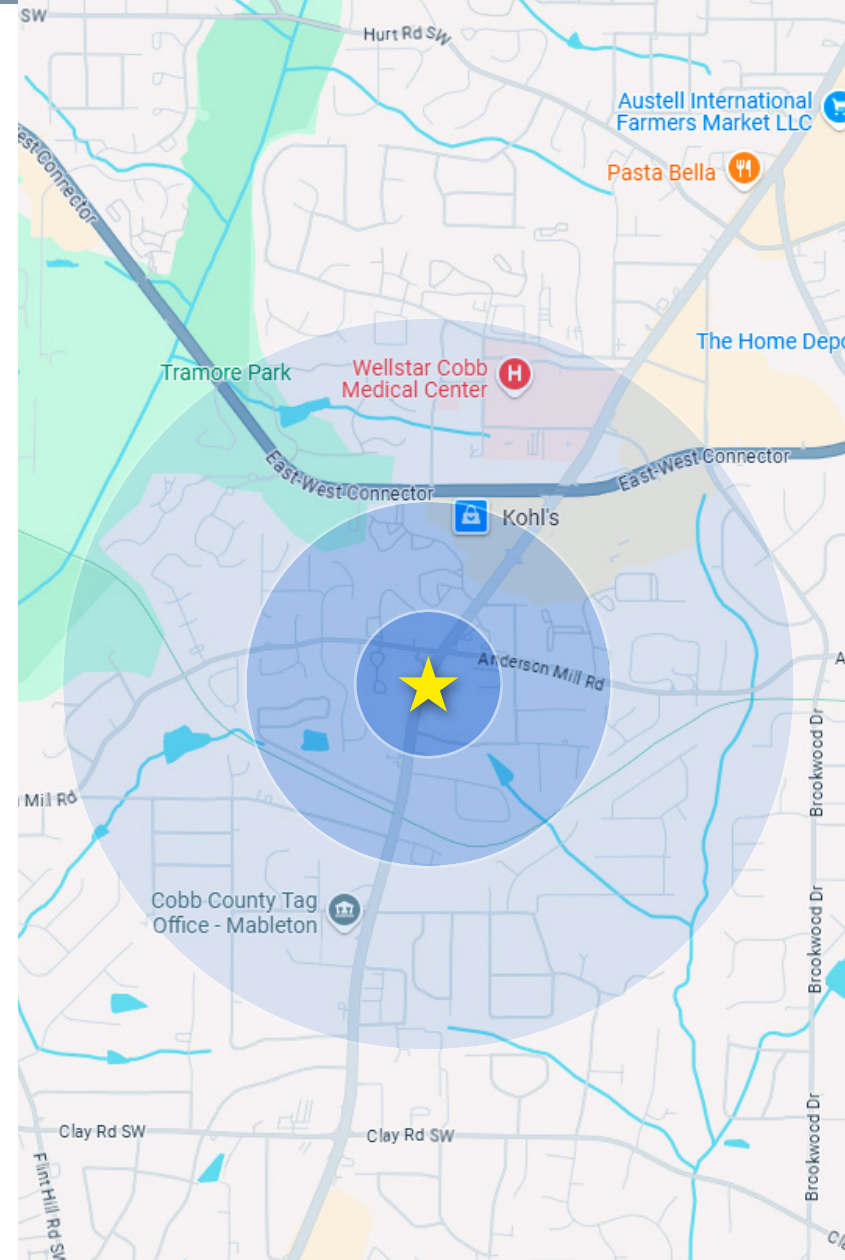 SW
Hurt Rd SW
Austell International
Farmers Market LLC
Pasta Bella
est Connector
The Home Depo
Tramore Park
Wellstar Cobb
Medical Center
H
East-West Connector
East-West Connector
Kohl's
Anderson Mill Rd
A
Brookwood Dr
Mill Rd
Cobb County Tag
Office - Mableton
Brookwood Dr
Clay Rd SW
Clay Rd SW
Brookwood Dr
Flint Hill Rd SW
Cla